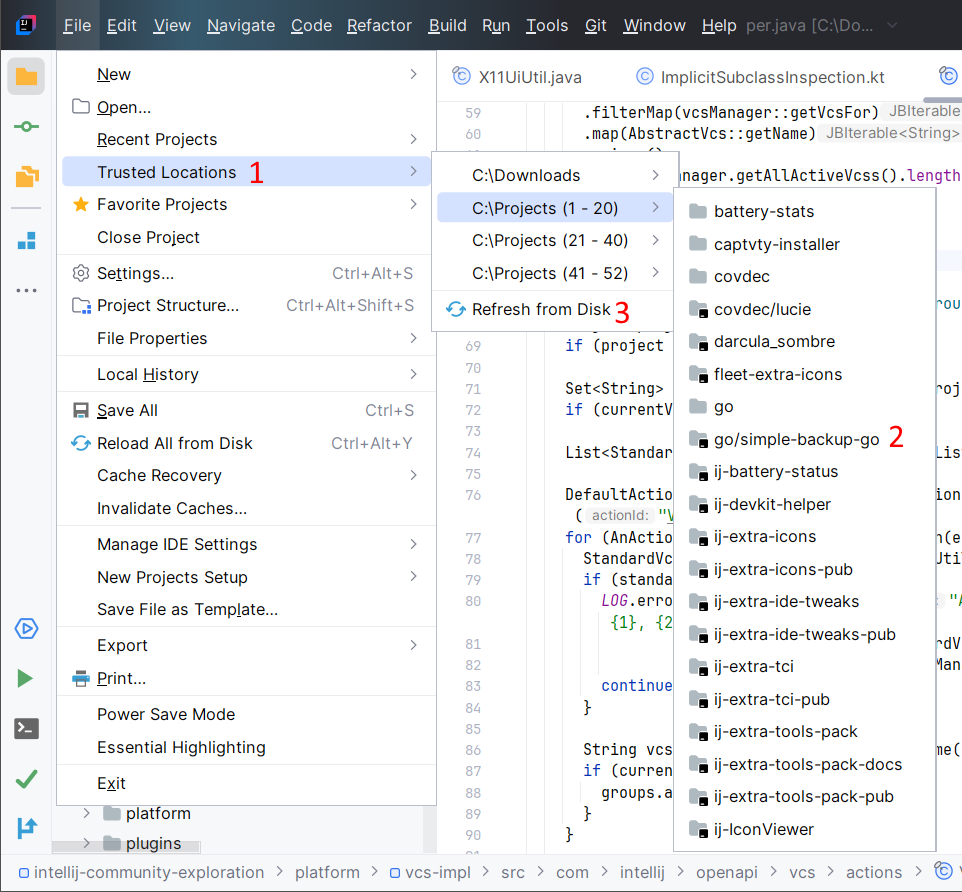 File Edit View Navigate Code Refactor Build Run Tools Git Window Help per.java [C:\Do...
New
Open...
Recent Projects
Trusted Locations 1
Favorite Projects
Close Project
Settings... Ctrl+Alt+S
Project Structure... Ctrl+Alt+Shift+S
File Properties
Local History
Save All Ctrl+S
Reload All from Disk Ctrl+Alt+Y
Cache Recovery
Invalidate Caches...
Manage IDE Settings
New Projects Setup
Save File as Template...
Export
Print...
Power Save Mode
Essential Highlighting
Exit
platform
plugins
X11UiUtil.java ImplicitSubclassInspection.kt
59 .filterMap(vcsManager::getVcsFor) JBIterable
60 .map(AbstractVcs::getName) JBIterable<String>
nager.getAllActiveVcss().length
C:\Downloads
C:\Projects (1 - 20)
C:\Projects (21 - 40)
C:\Projects (41 - 52)
Refresh from Disk 3
battery-stats
captvty-installer
covdec
covdec/lucie
darcula_sombre
fleet-extra-icons
go
go/simple-backup-go 2
ij-battery-status
ij-devkit-helper
ij-extra-icons
ij-extra-icons-pub
ij-extra-ide-tweaks
ij-extra-ide-tweaks-pub
ij-extra-tci
ij-extra-tci-pub
ij-extra-tools-pack
ij-extra-tools-pack-docs
ij-extra-tools-pack-pub
ij-IconViewer
rou
69 if (project
70
71 Set<String> roj
72 if (currentV
73
74 List<Standar Lis
75
76 DefaultActio ion
( actionId: "V
77 for (AnActio n(e
78 StandardVc Util
79 if (standa
80 LOG.erro : "A
{1}, {2
81 rdV
82 Man
83 continue
84 }
85
86 String vcs me(
87 if (curren
88 groups.a
89 }
90 }
intellij-community-exploration > platform > vcs-impl > src > com > intellij > openapi > vcs > actions >